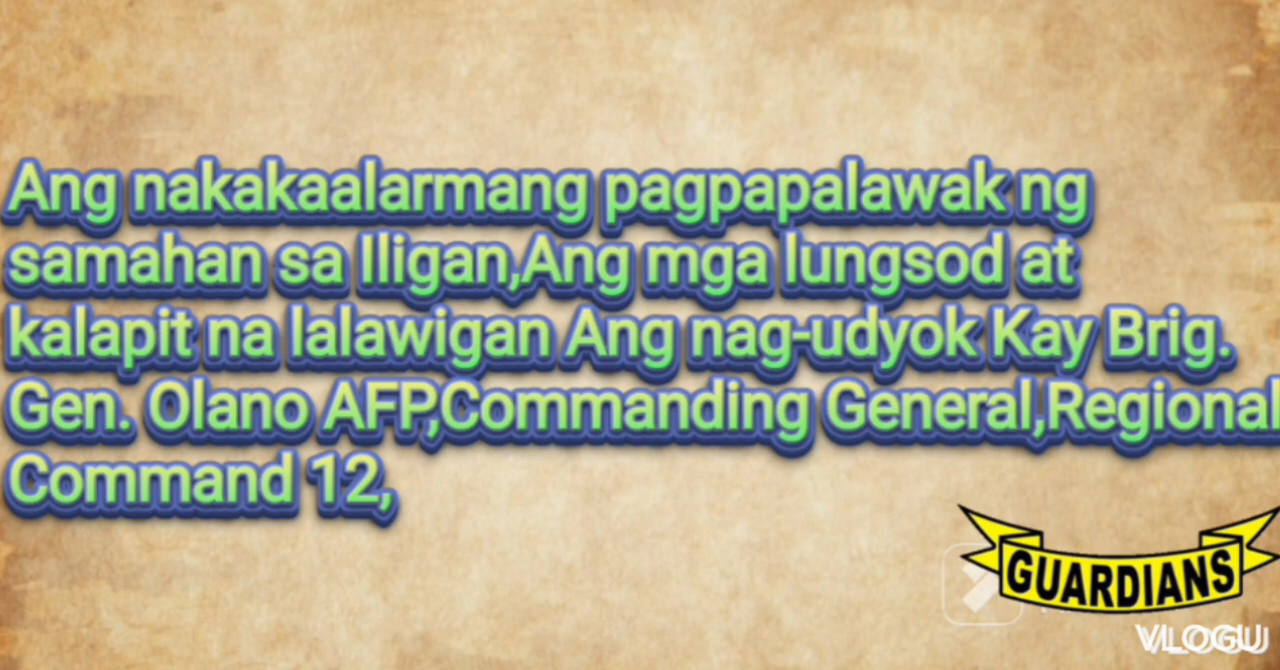 Ang nakakaalarmang pagpapalawak ng
samahan sa Iligan,Ang mga lungsod at
kalapit na lalawigan Ang nag-udyok Kay Brig.
Gen. Olano AFP,Commanding General,Regional
Command 12,
GUARDIANS
VLOGU